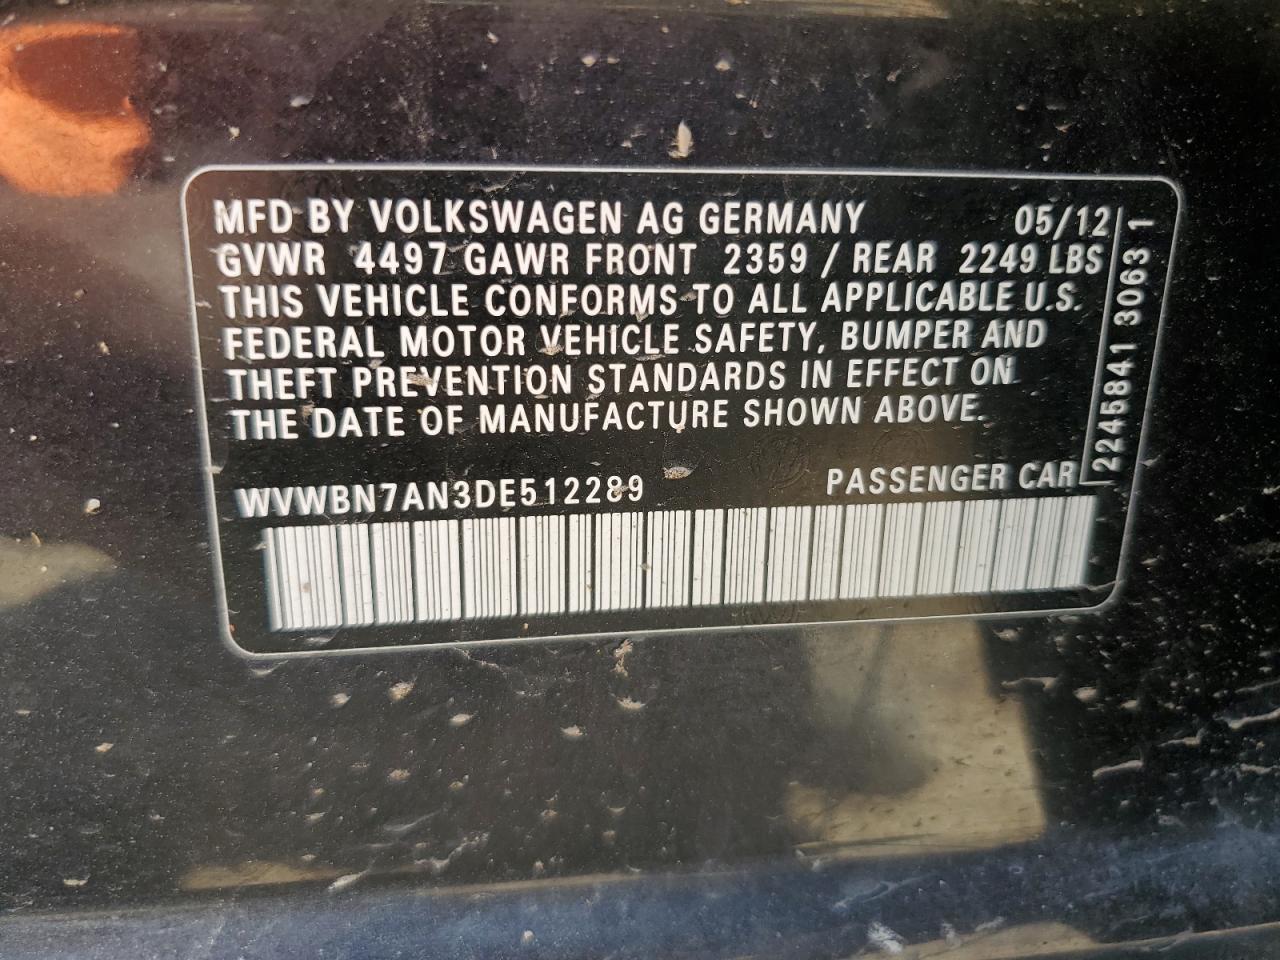 MFD BY VOLKSWAGEN AG GERMANY 05/12
GVWR 4497 GAWR FRONT 2359 / REAR 2249 LBS
THIS VEHICLE CONFORMS TO ALL APPLICABLE U.S.
FEDERAL MOTOR VEHICLE SAFETY, BUMPER AND
THEFT PREVENTION STANDARDS IN EFFECT ON
THE DATE OF MANUFACTURE SHOWN ABOVE.
WVWBN7AN3DE512289 PASSENGER CAR
2245841 3063 1